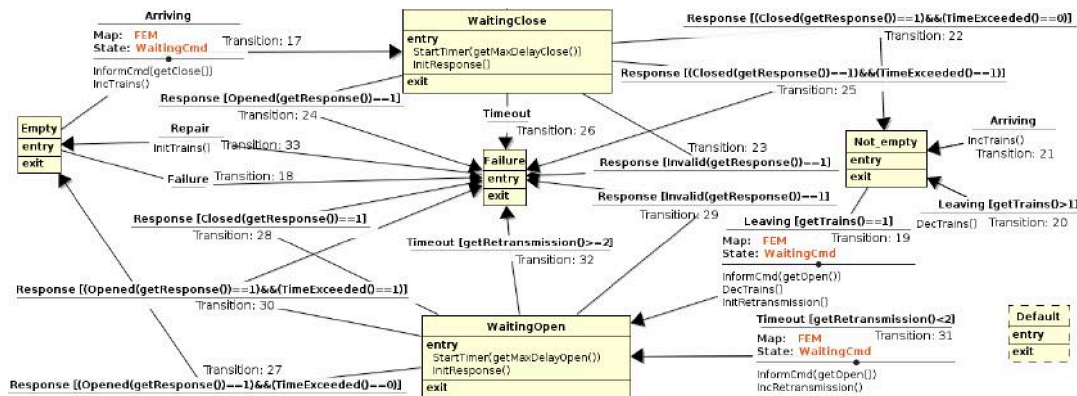 Arriving
Map: FEM
State: WaitingCmd
Transition: 17
InformCmd(getClose())
IncTrains()
WaitingClose
entry
StartTimer(getMaxDelayClose())
InitResponse()
exit
Response [(Closed(getResponse())==1)&&(TimeExceeded()==0)]
Transition: 22
Response [(Closed(getResponse())==1)&&(TimeExceeded()==1)]
Transition: 25
Response [Opened(getResponse())==1]
Transition: 24
Timeout
Transition: 26
Transition: 23
Response [Invalid(getResponse())==1]
Empty
entry
exit
Repair
InitTrains()
Transition: 33
Failure
Transition: 18
Failure
entry
exit
Not_empty
entry
exit
Arriving
IncTrains()
Transition: 21
Response [Invalid(getResponse())==1]
Transition: 29
Leaving [getTrains()>1]
DecTrains()
Transition: 20
Response [Closed(getResponse())==1]
Transition: 28
Timeout [getRetransmission()>=2]
Transition: 32
Leaving [getTrains()==1]
Map: FEM
Transition: 19
State: WaitingCmd
InformCmd(getOpen())
DecTrains()
InitRetransmission()
Response [(Opened(getResponse())==1)&&(TimeExceeded()==1)]
Transition: 30
WaitingOpen
entry
StartTimer(getMaxDelayOpen())
InitResponse()
exit
Timeout [getRetransmission()<2]
Map: FEM
Transition: 31
State: WaitingCmd
InformCmd(getOpen())
IncRetransmission()
Default
entry
exit
Transition: 27
Response [(Opened(getResponse())==1)&&(TimeExceeded()==0)]